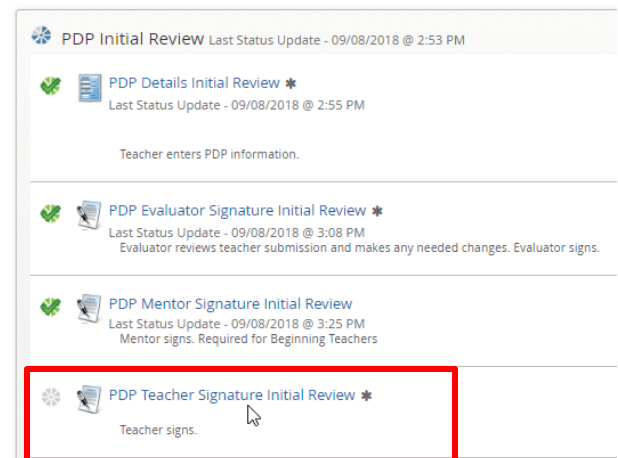 PDP Initial Review Last Status Update - 09/08/2018 @ 2:53 PM
PDP Details Initial Review ✱
Last Status Update - 09/08/2018 @ 2:55 PM
Teacher enters PDP information.
PDP Evaluator Signature Initial Review ✱
Last Status Update - 09/08/2018 @ 3:08 PM
Evaluator reviews teacher submission and makes any needed changes. Evaluator signs.
PDP Mentor Signature Initial Review
Last Status Update - 09/08/2018 @ 3:25 PM
Mentor signs. Required for Beginning Teachers
PDP Teacher Signature Initial Review ✱
Teacher signs.